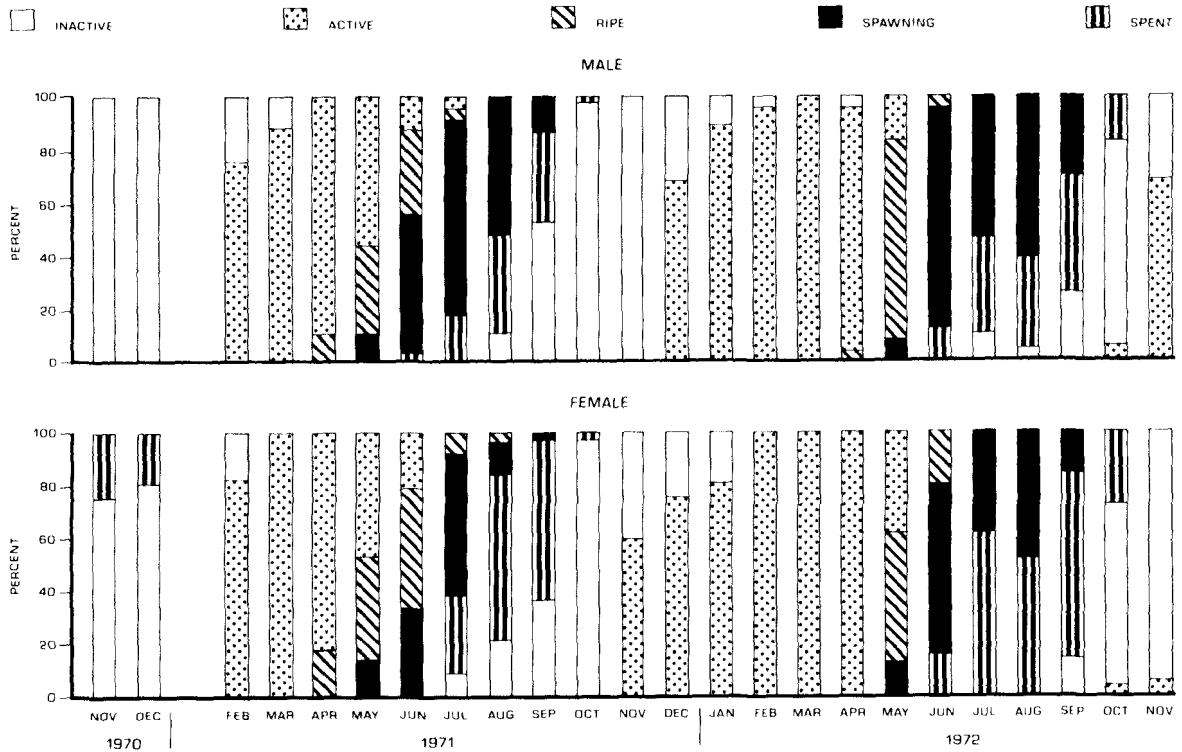 INACTIVE ACTIVE RIPE SPAWNING SPENT
MALE
PERCENT
100
80
60
40
20
0
FEMALE
PERCENT
100
80
60
40
20
0
NOV DEC FEB MAR APR MAY JUN JUL AUG SEP OCT NOV DEC JAN FEB MAR APR MAY JUN JUL AUG SEP OCT NOV
1970 1971 1972